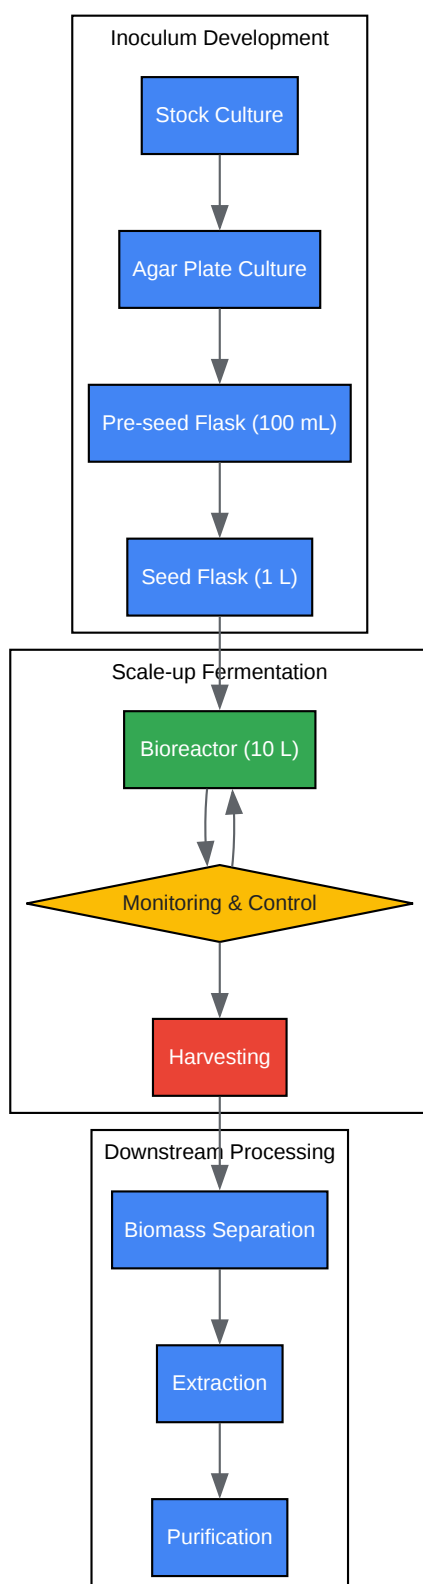 Inoculum Development
Stock Culture
Agar Plate Culture
Pre-seed Flask (100 mL)
Seed Flask (1 L)
Scale-up Fermentation
Bioreactor (10 L)
Monitoring & Control
Harvesting
Downstream Processing
Biomass Separation
Extraction
Purification